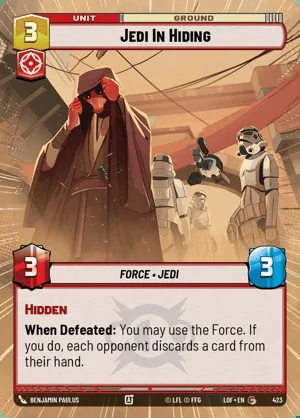 UNIT GROUND
3 JEDI IN HIDING
3 FORCE • JEDI 3
HIDDEN
When Defeated: You may use the Force. If
you do, each opponent discards a card from
their hand.
BENJAMIN PAULUS © LFL © FFG LOF • EN C 423